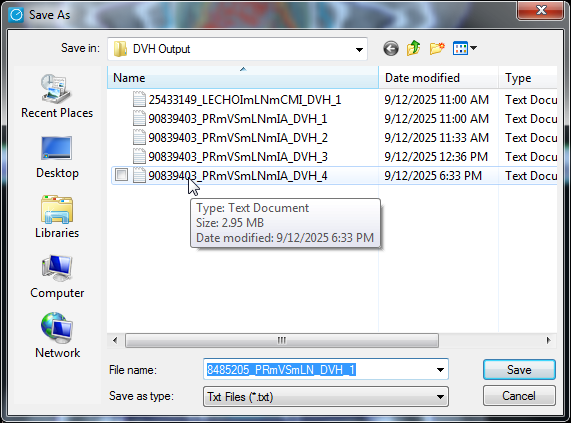 Save As
Save in: DVH Output
Name Date modified Type
25433149_LECHOImLNmCMI_DVH_1 9/12/2025 11:00 AM Text Docu
90839403_PRmVSmLNmIA_DVH_1 9/12/2025 11:00 AM Text Docu
90839403_PRmVSmLNmIA_DVH_2 9/12/2025 11:33 AM Text Docu
90839403_PRmVSmLNmIA_DVH_3 9/12/2025 12:36 PM Text Docu
90839403_PRmVSmLNmIA_DVH_4 9/12/2025 6:33 PM Text Docu
Type: Text Document
Size: 2.95 MB
Date modified: 9/12/2025 6:33 PM
Recent Places
Desktop
Libraries
Computer
Network
File name: 8485205_PRmVSmLN_DVH_1 Save
Save as type: Txt Files (*.txt) Cancel